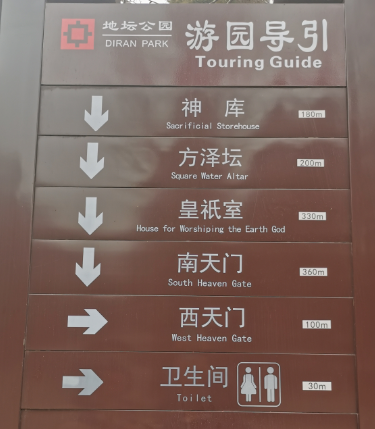 地坛公园
DIRAN PARK
游园导引
Touring Guide
神 库
Sacrificial Storehouse
180m
方泽坛
Square Water Altar
200m
皇祇室
House for Worshiping the Earth God
330m
南天门
South Heaven Gate
360m
西天门
West Heaven Gate
100m
卫生间
Toilet
30m